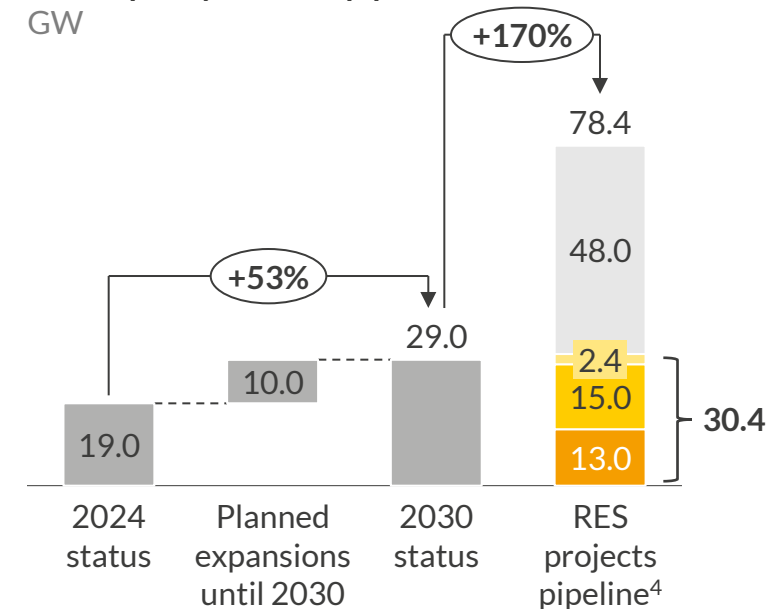 GW
+170%
78.4
48.0
+53%
29.0
2.4
10.0
15.0
30.4
19.0
13.0
2024
status
Planned
expansions
until 2030
2030
status
RES
projects
pipeline⁴